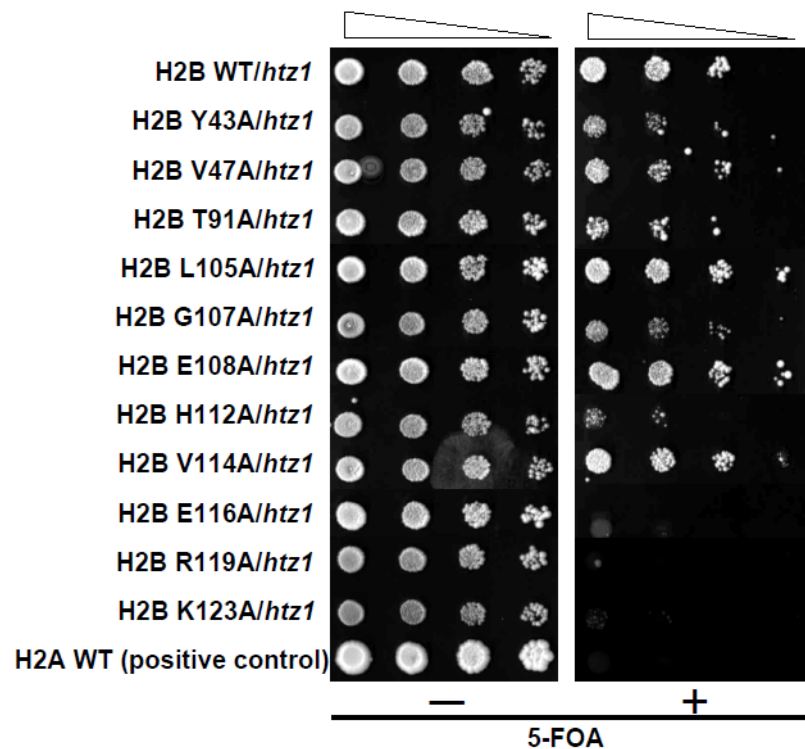 H2B WT/htz1
H2B Y43A/htz1
H2B V47A/htz1
H2B T91A/htz1
H2B L105A/htz1
H2B G107A/htz1
H2B E108A/htz1
H2B H112A/htz1
H2B V114A/htz1
H2B E116A/htz1
H2B R119A/htz1
H2B K123A/htz1
H2A WT (positive control)
— +
5-FOA